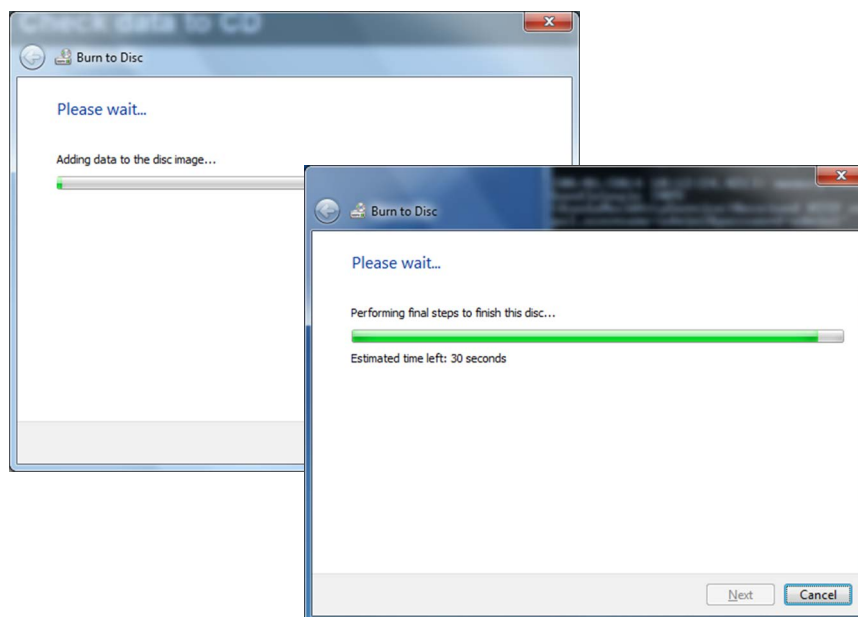 Check data to CD
Burn to Disc
Please wait...
Adding data to the disc image...
Burn to Disc
Please wait...
Performing final steps to finish this disc...
Estimated time left: 30 seconds
Next
Cancel